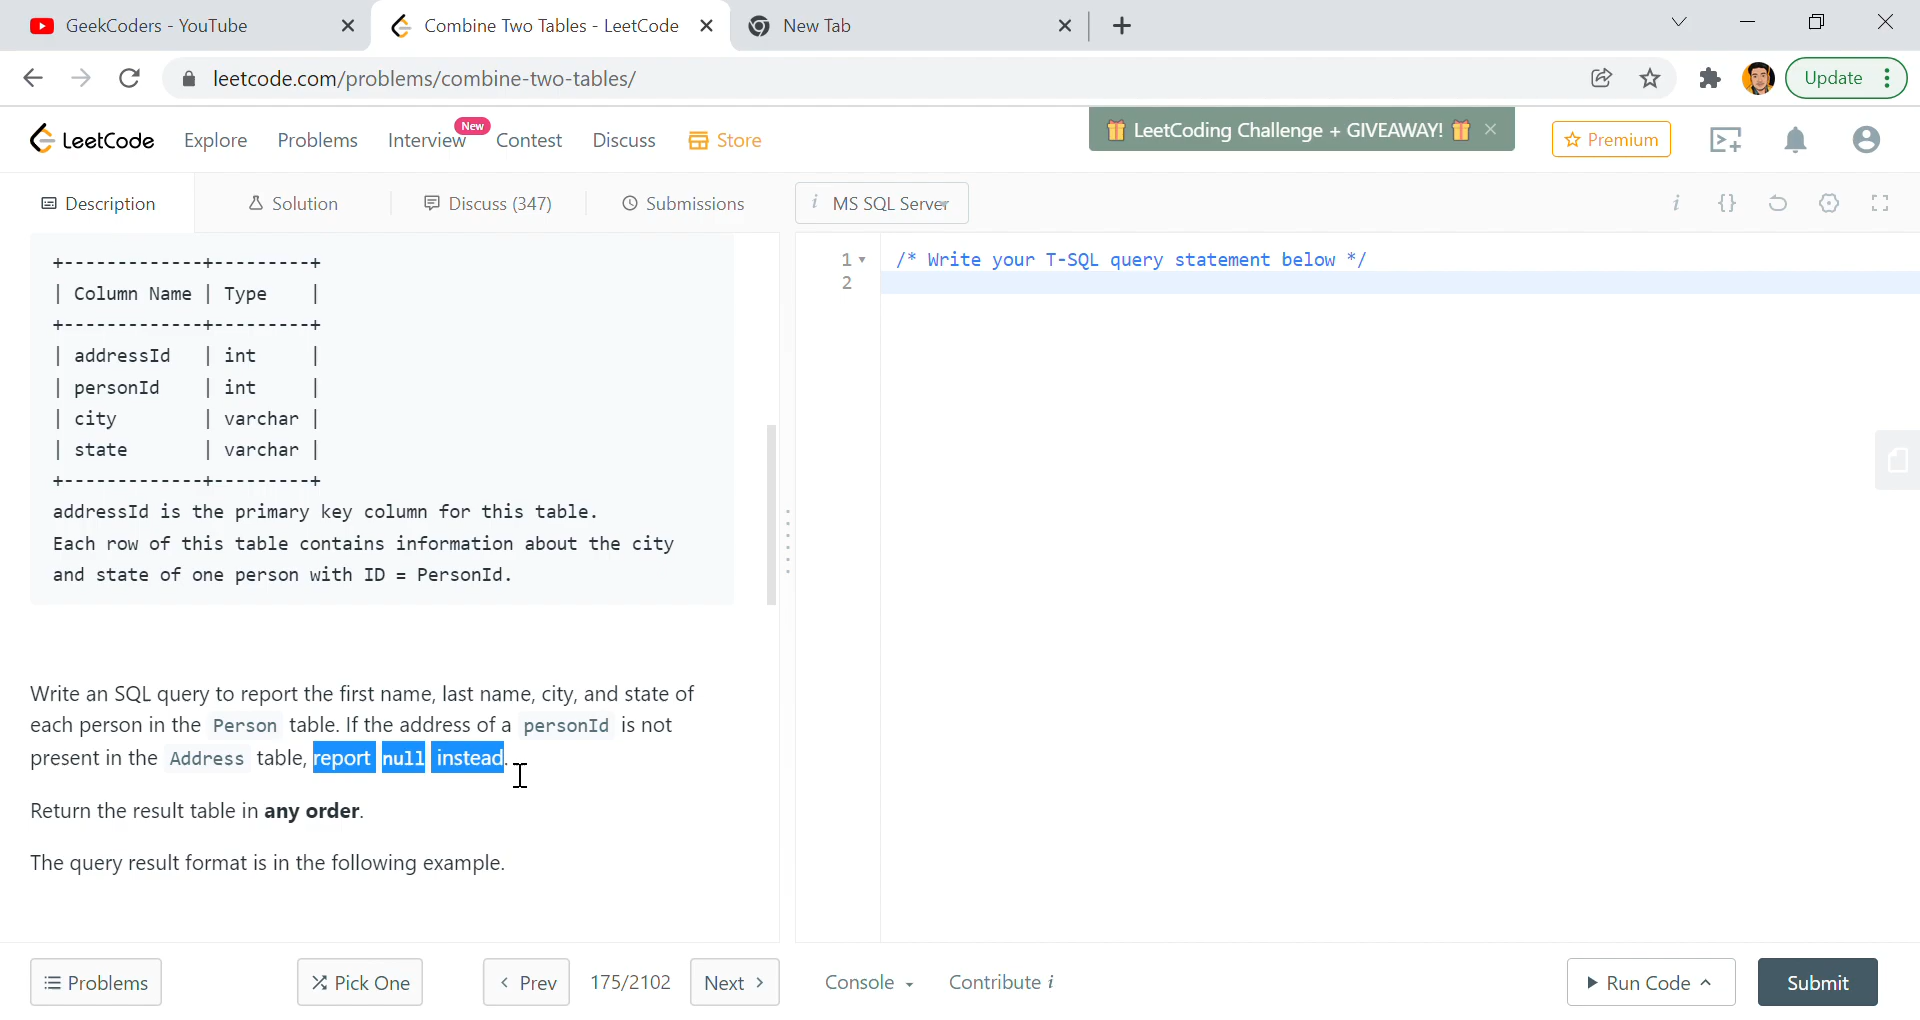 GeekCoders - YouTube
Combine Two Tables - LeetCode
New Tab
leetcode.com/problems/combine-two-tables/
Update
LeetCode
Explore
Problems
Interview
New
Contest
Discuss
Store
LeetCoding Challenge + GIVEAWAY!
Premium
Description
Solution
Discuss (347)
Submissions
i MS SQL Server
i
{}
+-------------+---------+
| Column Name | Type    |
+-------------+---------+
| addressId   | int     |
| personId    | int     |
| city        | varchar |
| state       | varchar |
+-------------+---------+
addressId is the primary key column for this table.
Each row of this table contains information about the city
and state of one person with ID = PersonId.
Write an SQL query to report the first name, last name, city, and state of
each person in the Person table. If the address of a personId is not
present in the Address table, report null instead.
Return the result table in any order.
The query result format is in the following example.
1 /* Write your T-SQL query statement below */
2
Problems
Pick One
< Prev
175/2102
Next >
Console
Contribute i
Run Code
Submit